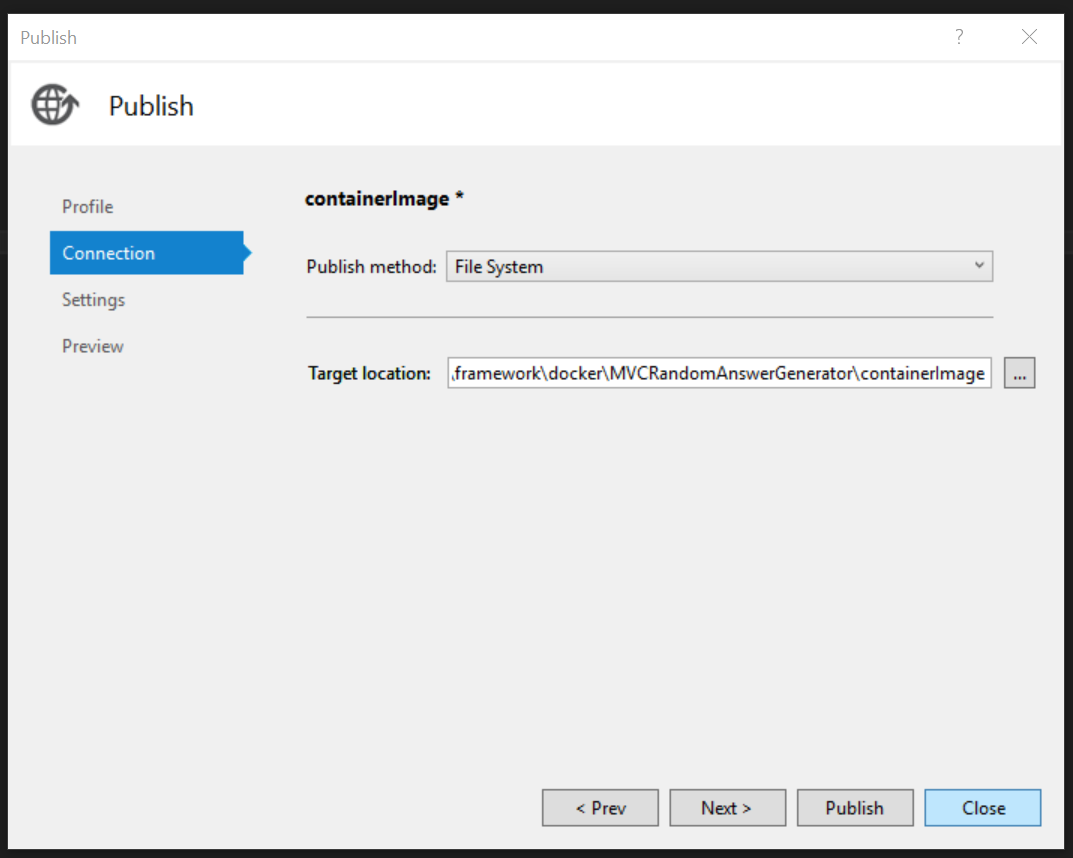 Publish
?
Publish
Profile
Connection
Settings
Preview
containerImage *
Publish method: File System
Target location: framework\docker\MVCRandomAnswerGenerator\containerImage ...
< Prev Next > Publish Close